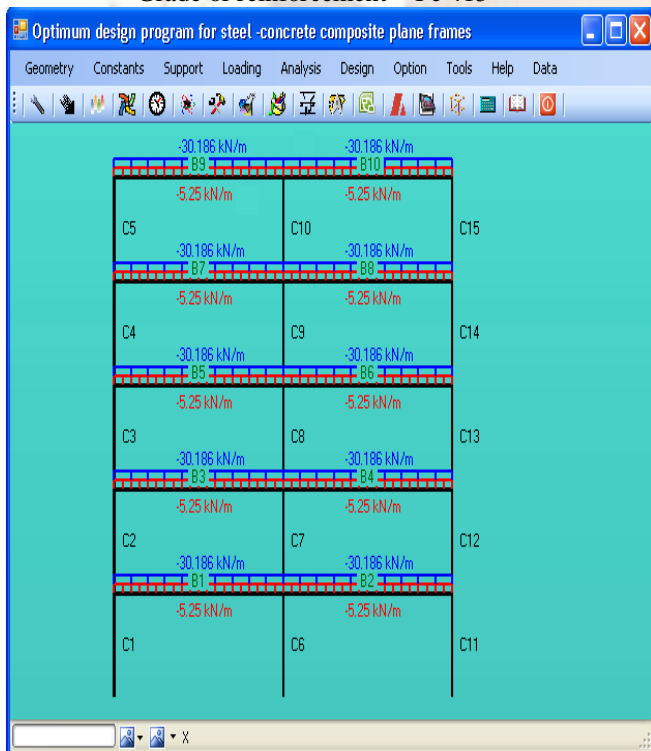 Optimum design program for steel -concrete composite plane frames
Geometry Constants Support Loading Analysis Design Option Tools Help Data
-30.186 kN/m -30.186 kN/m
B9 B10
-5.25 kN/m -5.25 kN/m
C5 C10 C15
-30.186 kN/m -30.186 kN/m
B7 B8
-5.25 kN/m -5.25 kN/m
C4 C9 C14
-30.186 kN/m -30.186 kN/m
B5 B6
-5.25 kN/m -5.25 kN/m
C3 C8 C13
-30.186 kN/m -30.186 kN/m
B3 B4
-5.25 kN/m -5.25 kN/m
C2 C7 C12
-30.186 kN/m -30.186 kN/m
B1 B2
-5.25 kN/m -5.25 kN/m
C1 C6 C11
X